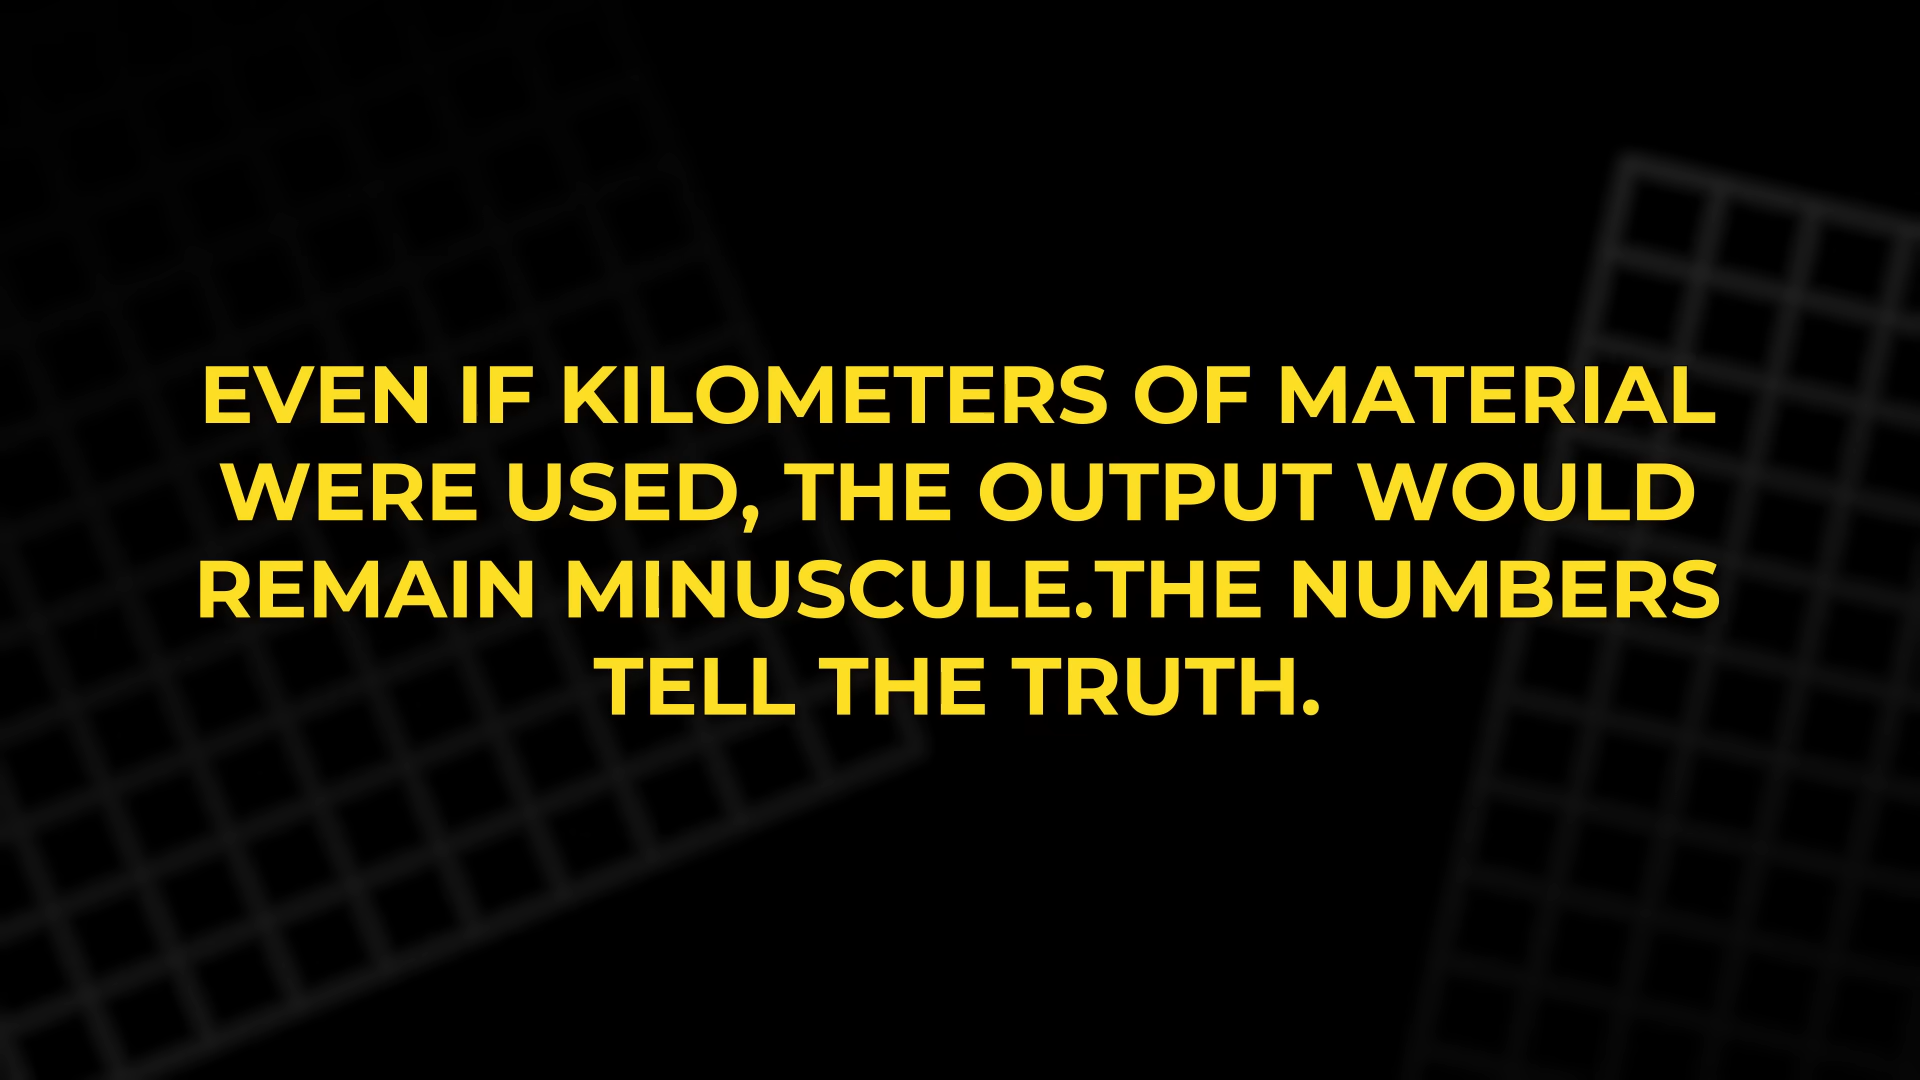 EVEN IF KILOMETERS OF MATERIAL
WERE USED, THE OUTPUT WOULD
REMAIN MINUSCULE.THE NUMBERS
TELL THE TRUTH.